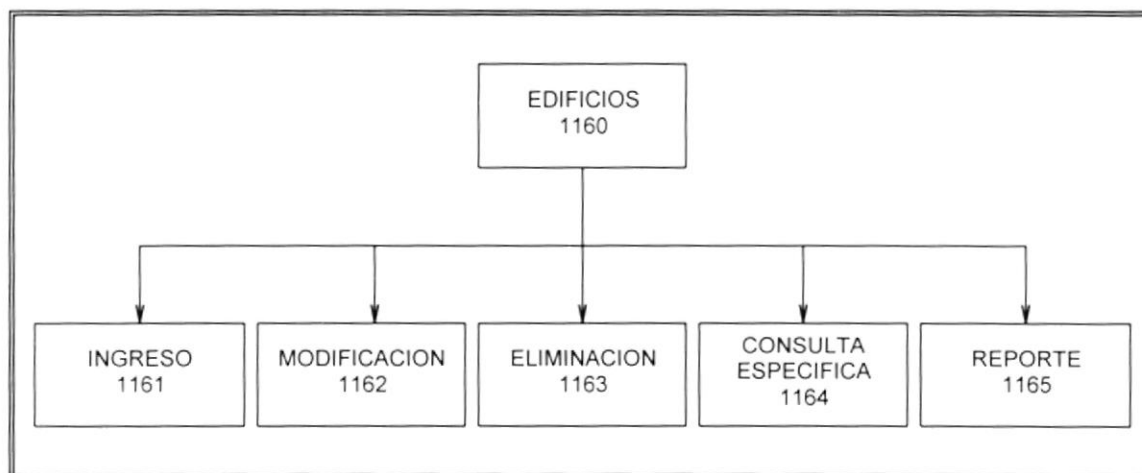 EDIFICIOS
1160
INGRESO
1161
MODIFICACION
1162
ELIMINACION
1163
CONSULTA
ESPECIFICA
1164
REPORTE
1165